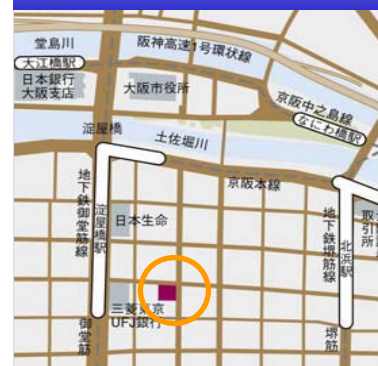 堂島川
阪神高速1号環状線
大江橋駅
日本銀行
大阪支店
大阪市役所
京阪中之島線
なにわ橋駅
淀屋橋
土佐堀川
京阪本線
地下鉄御堂筋線
淀屋橋駅
日本生命
地下鉄堺筋線
北浜駅
取引所
三菱東京
UFJ銀行
御堂筋
堺筋